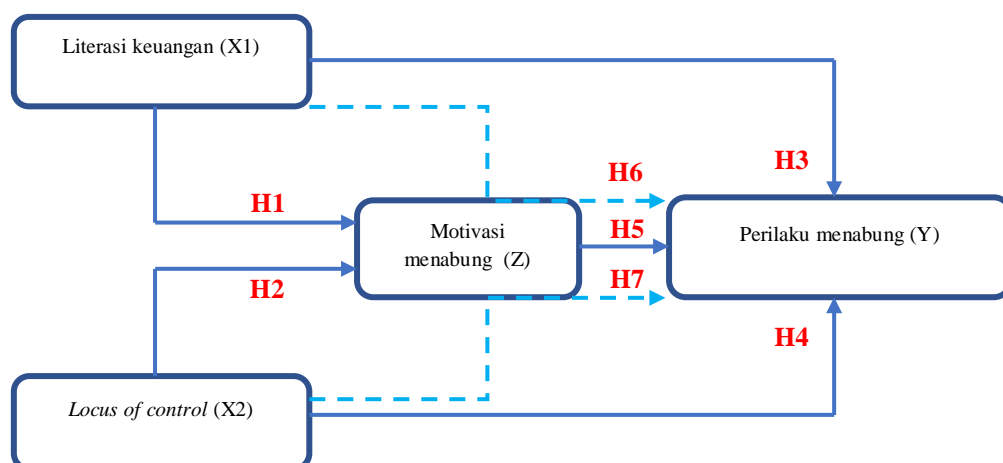 Literasi keuangan (X1)
H3
H6
H1
Motivasi
menabung (Z)
H5
Perilaku menabung (Y)
H2
H7
H4
Locus of control (X2)